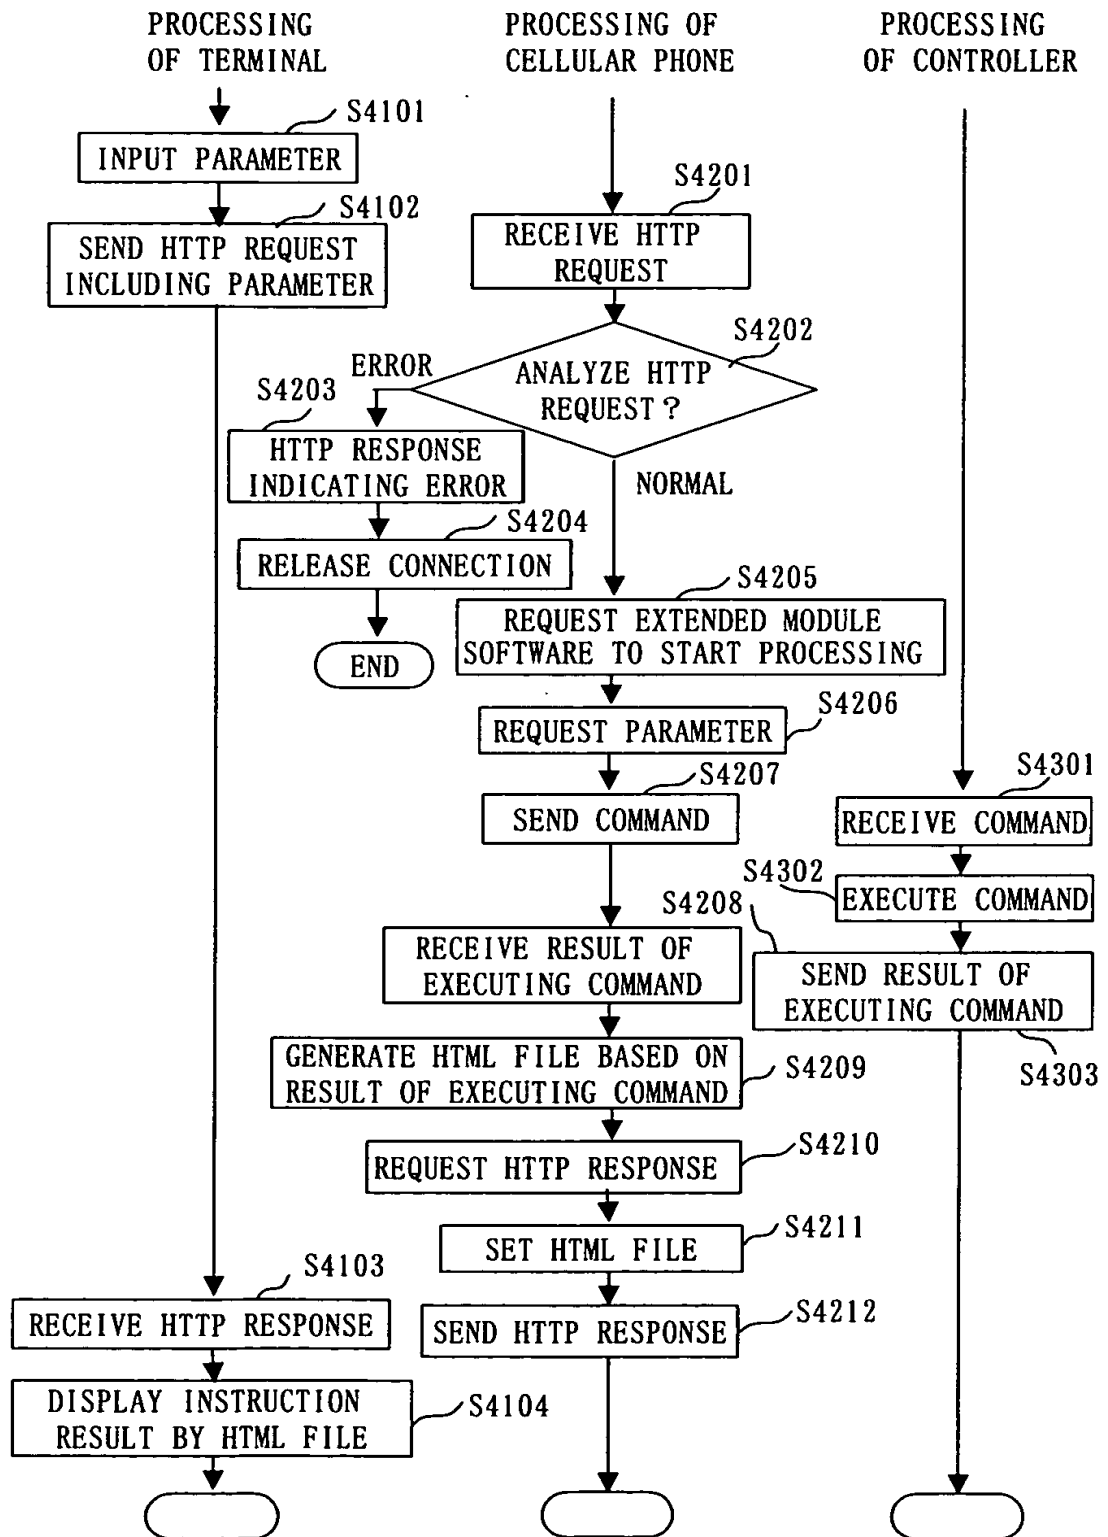 PROCESSING
OF TERMINAL
PROCESSING OF
CELLULAR PHONE
PROCESSING
OF CONTROLLER
S4101
INPUT PARAMETER
S4102
SEND HTTP REQUEST
INCLUDING PARAMETER
S4201
RECEIVE HTTP
REQUEST
S4202
ANALYZE HTTP
REQUEST?
ERROR
S4203
HTTP RESPONSE
INDICATING ERROR
NORMAL
S4204
RELEASE CONNECTION
END
S4205
REQUEST EXTENDED MODULE
SOFTWARE TO START PROCESSING
S4206
REQUEST PARAMETER
S4207
SEND COMMAND
S4301
RECEIVE COMMAND
S4302
EXECUTE COMMAND
S4208
RECEIVE RESULT OF
EXECUTING COMMAND
SEND RESULT OF
EXECUTING COMMAND
S4303
GENERATE HTML FILE BASED ON
RESULT OF EXECUTING COMMAND
S4209
REQUEST HTTP RESPONSE
S4210
SET HTML FILE
S4211
S4103
RECEIVE HTTP RESPONSE
SEND HTTP RESPONSE
S4212
DISPLAY INSTRUCTION
RESULT BY HTML FILE
S4104